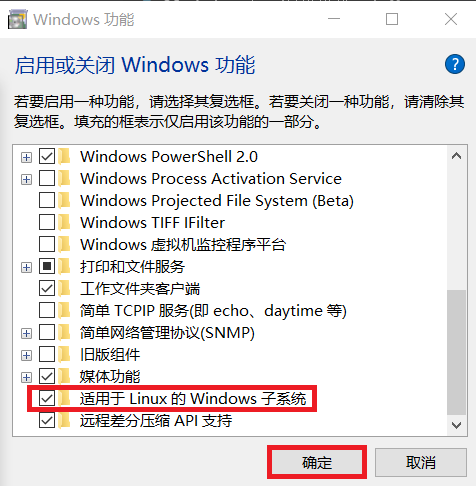 Windows 功能
启用或关闭 Windows 功能
?
若要启用一种功能，请选择其复选框。若要关闭一种功能，请清除其
复选框。填充的框表示仅启用该功能的一部分。
Windows PowerShell 2.0
Windows Process Activation Service
Windows Projected File System (Beta)
Windows TIFF IFilter
Windows 虚拟机监控程序平台
打印和文件服务
工作文件夹客户端
简单 TCPIP 服务(即 echo、daytime 等)
简单网络管理协议(SNMP)
旧版组件
媒体功能
适用于 Linux 的 Windows 子系统
远程差分压缩 API 支持
确定
取消